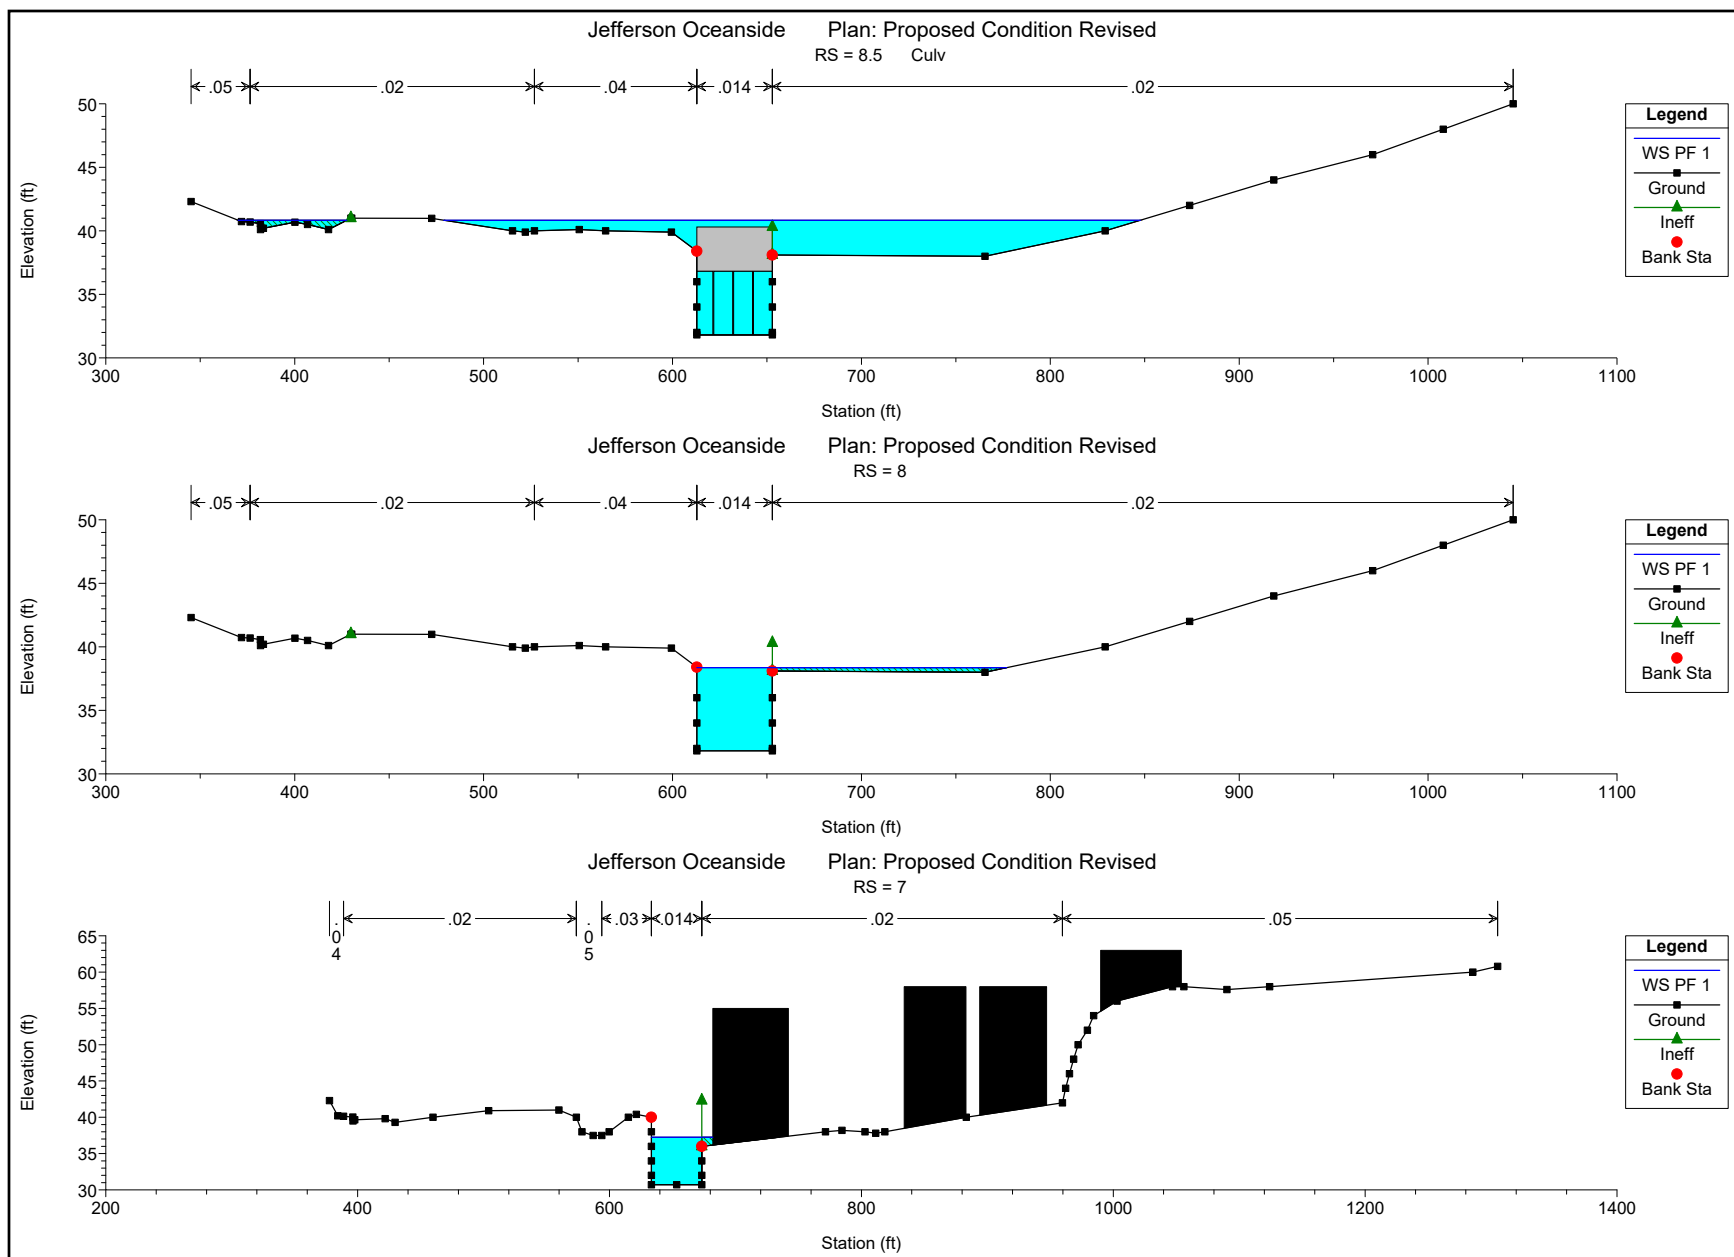 Jefferson Oceanside Plan: Proposed Condition Revised
RS = 8.5 Culv
.05 .02 .04 .014 .02
50
45
40
35
30
Elevation (ft)
300 400 500 600 700 800 900 1000 1100
Station (ft)
Legend
WS PF 1
Ground
Ineff
Bank Sta
Jefferson Oceanside Plan: Proposed Condition Revised
RS = 8
.05 .02 .04 .014 .02
50
45
40
35
30
Elevation (ft)
300 400 500 600 700 800 900 1000 1100
Station (ft)
Legend
WS PF 1
Ground
Ineff
Bank Sta
Jefferson Oceanside Plan: Proposed Condition Revised
RS = 7
.04 .02 .05 .03 .014 .02 .05
65
60
55
50
45
40
35
30
Elevation (ft)
200 400 600 800 1000 1200 1400
Station (ft)
Legend
WS PF 1
Ground
Ineff
Bank Sta